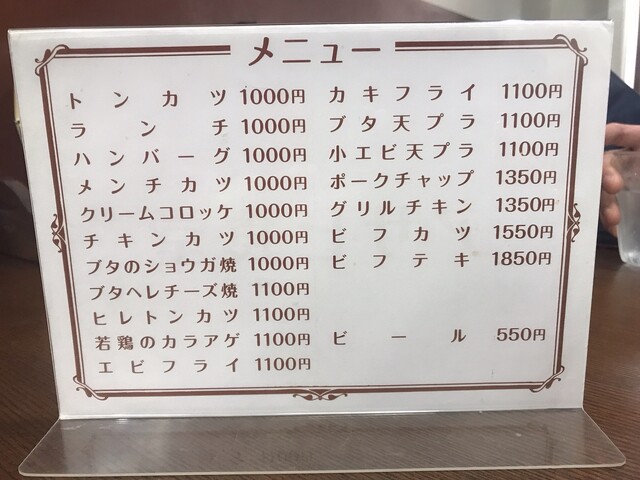 メニュー
トンカツ 1000円
ランチ 1000円
ハンバーグ 1000円
メンチカツ 1000円
クリームコロッケ 1000円
チキンカツ 1000円
ブタのショウガ焼 1000円
ブタヘレチーズ焼 1100円
ヒレトンカツ 1100円
若鶏のカラアゲ 1100円
エビフライ 1100円
カキフライ 1100円
ブタ天プラ 1100円
小エビ天プラ 1100円
ポークチャップ 1350円
グリルチキン 1350円
ビフカツ 1550円
ビフテキ 1850円
ビール 550円